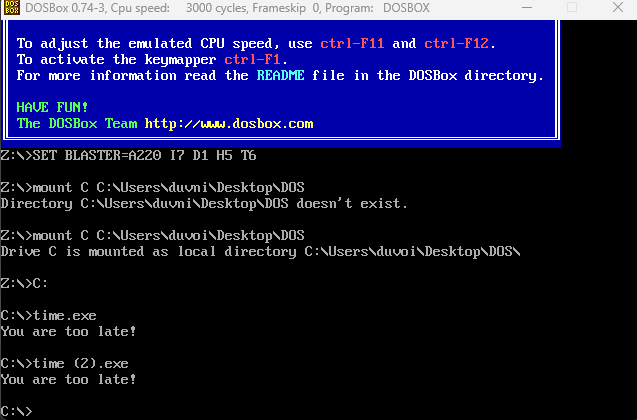 DOSBox 0.74-3, Cpu speed: 3000 cycles, Frameskip 0, Program: DOSBOX
To adjust the emulated CPU speed, use ctrl-F11 and ctrl-F12.
To activate the keymapper ctrl-F1.
For more information read the README file in the DOSBox directory.
HAVE FUN!
The DOSBox Team http://www.dosbox.com
Z:\>SET BLASTER=A220 I7 D1 H5 T6
Z:\>mount C C:\Users\duvni\Desktop\DOS
Directory C:\Users\duvni\Desktop\DOS doesn't exist.
Z:\>mount C C:\Users\duvoi\Desktop\DOS
Drive C is mounted as local directory C:\Users\duvoi\Desktop\DOS\
Z:\>C:
C:\>time.exe
You are too late!
C:\>time (2).exe
You are too late!
C:\>